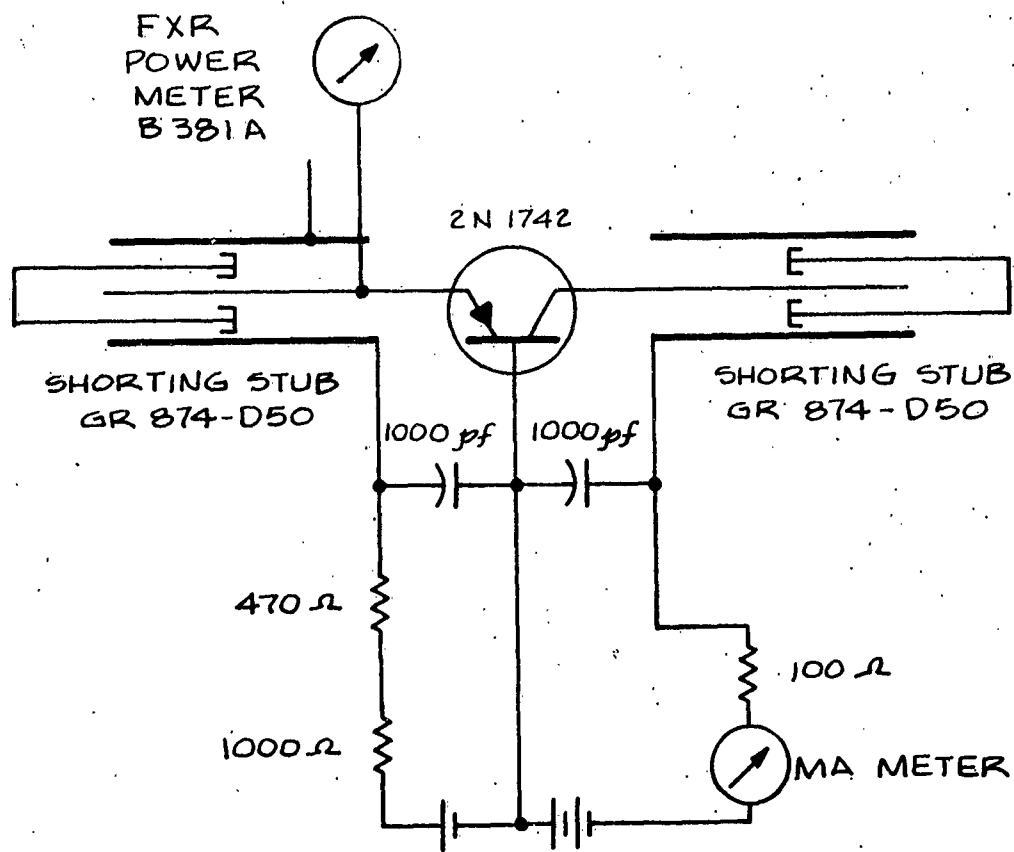 FXR
POWER
METER
B381A
2N 1742
SHORTING STUB
GR 874-D50
SHORTING STUB
GR 874-D50
1000 pf
1000 pf
470 Ω
100 Ω
1000 Ω
MA METER